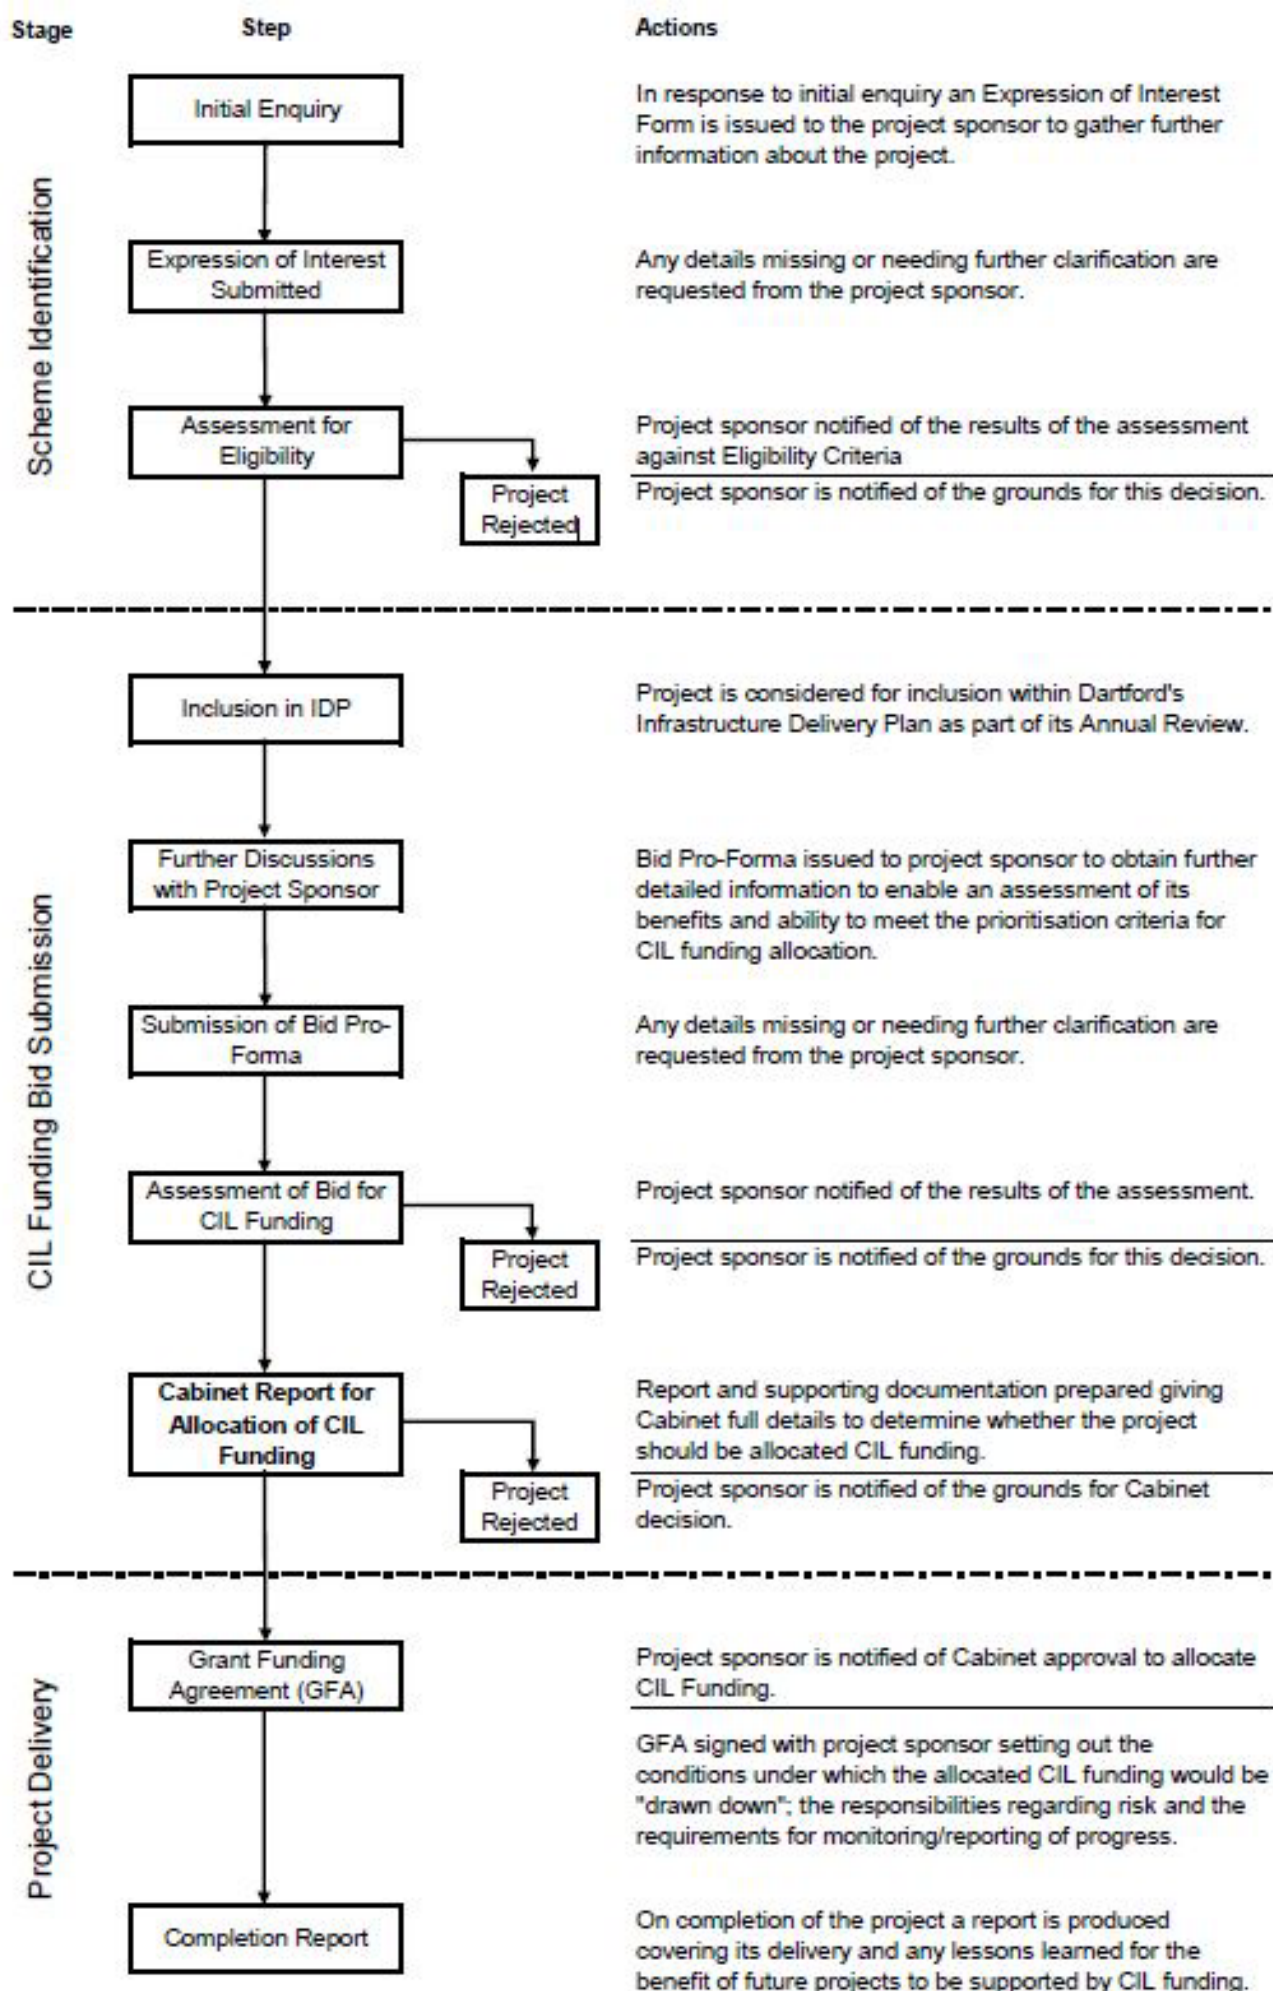 Stage
Step
Actions
Scheme Identification
Initial Enquiry
In response to initial enquiry an Expression of Interest
Form is issued to the project sponsor to gather further
information about the project.
Expression of Interest
Submitted
Any details missing or needing further clarification are
requested from the project sponsor.
Assessment for
Eligibility
Project sponsor notified of the results of the assessment
against Eligibility Criteria
Project
Rejected
Project sponsor is notified of the grounds for this decision.
CIL Funding Bid Submission
Inclusion in IDP
Project is considered for inclusion within Dartford's
Infrastructure Delivery Plan as part of its Annual Review.
Further Discussions
with Project Sponsor
Bid Pro-Forma issued to project sponsor to obtain further
detailed information to enable an assessment of its
benefits and ability to meet the prioritisation criteria for
CIL funding allocation.
Submission of Bid Pro-
Forma
Any details missing or needing further clarification are
requested from the project sponsor.
Assessment of Bid for
CIL Funding
Project sponsor notified of the results of the assessment.
Project
Rejected
Project sponsor is notified of the grounds for this decision.
Cabinet Report for
Allocation of CIL
Funding
Report and supporting documentation prepared giving
Cabinet full details to determine whether the project
should be allocated CIL funding.
Project
Rejected
Project sponsor is notified of the grounds for Cabinet
decision.
Project Delivery
Grant Funding
Agreement (GFA)
Project sponsor is notified of Cabinet approval to allocate
CIL Funding.
GFA signed with project sponsor setting out the
conditions under which the allocated CIL funding would be
"drawn down"; the responsibilities regarding risk and the
requirements for monitoring/reporting of progress.
Completion Report
On completion of the project a report is produced
covering its delivery and any lessons learned for the
benefit of future projects to be supported by CIL funding.